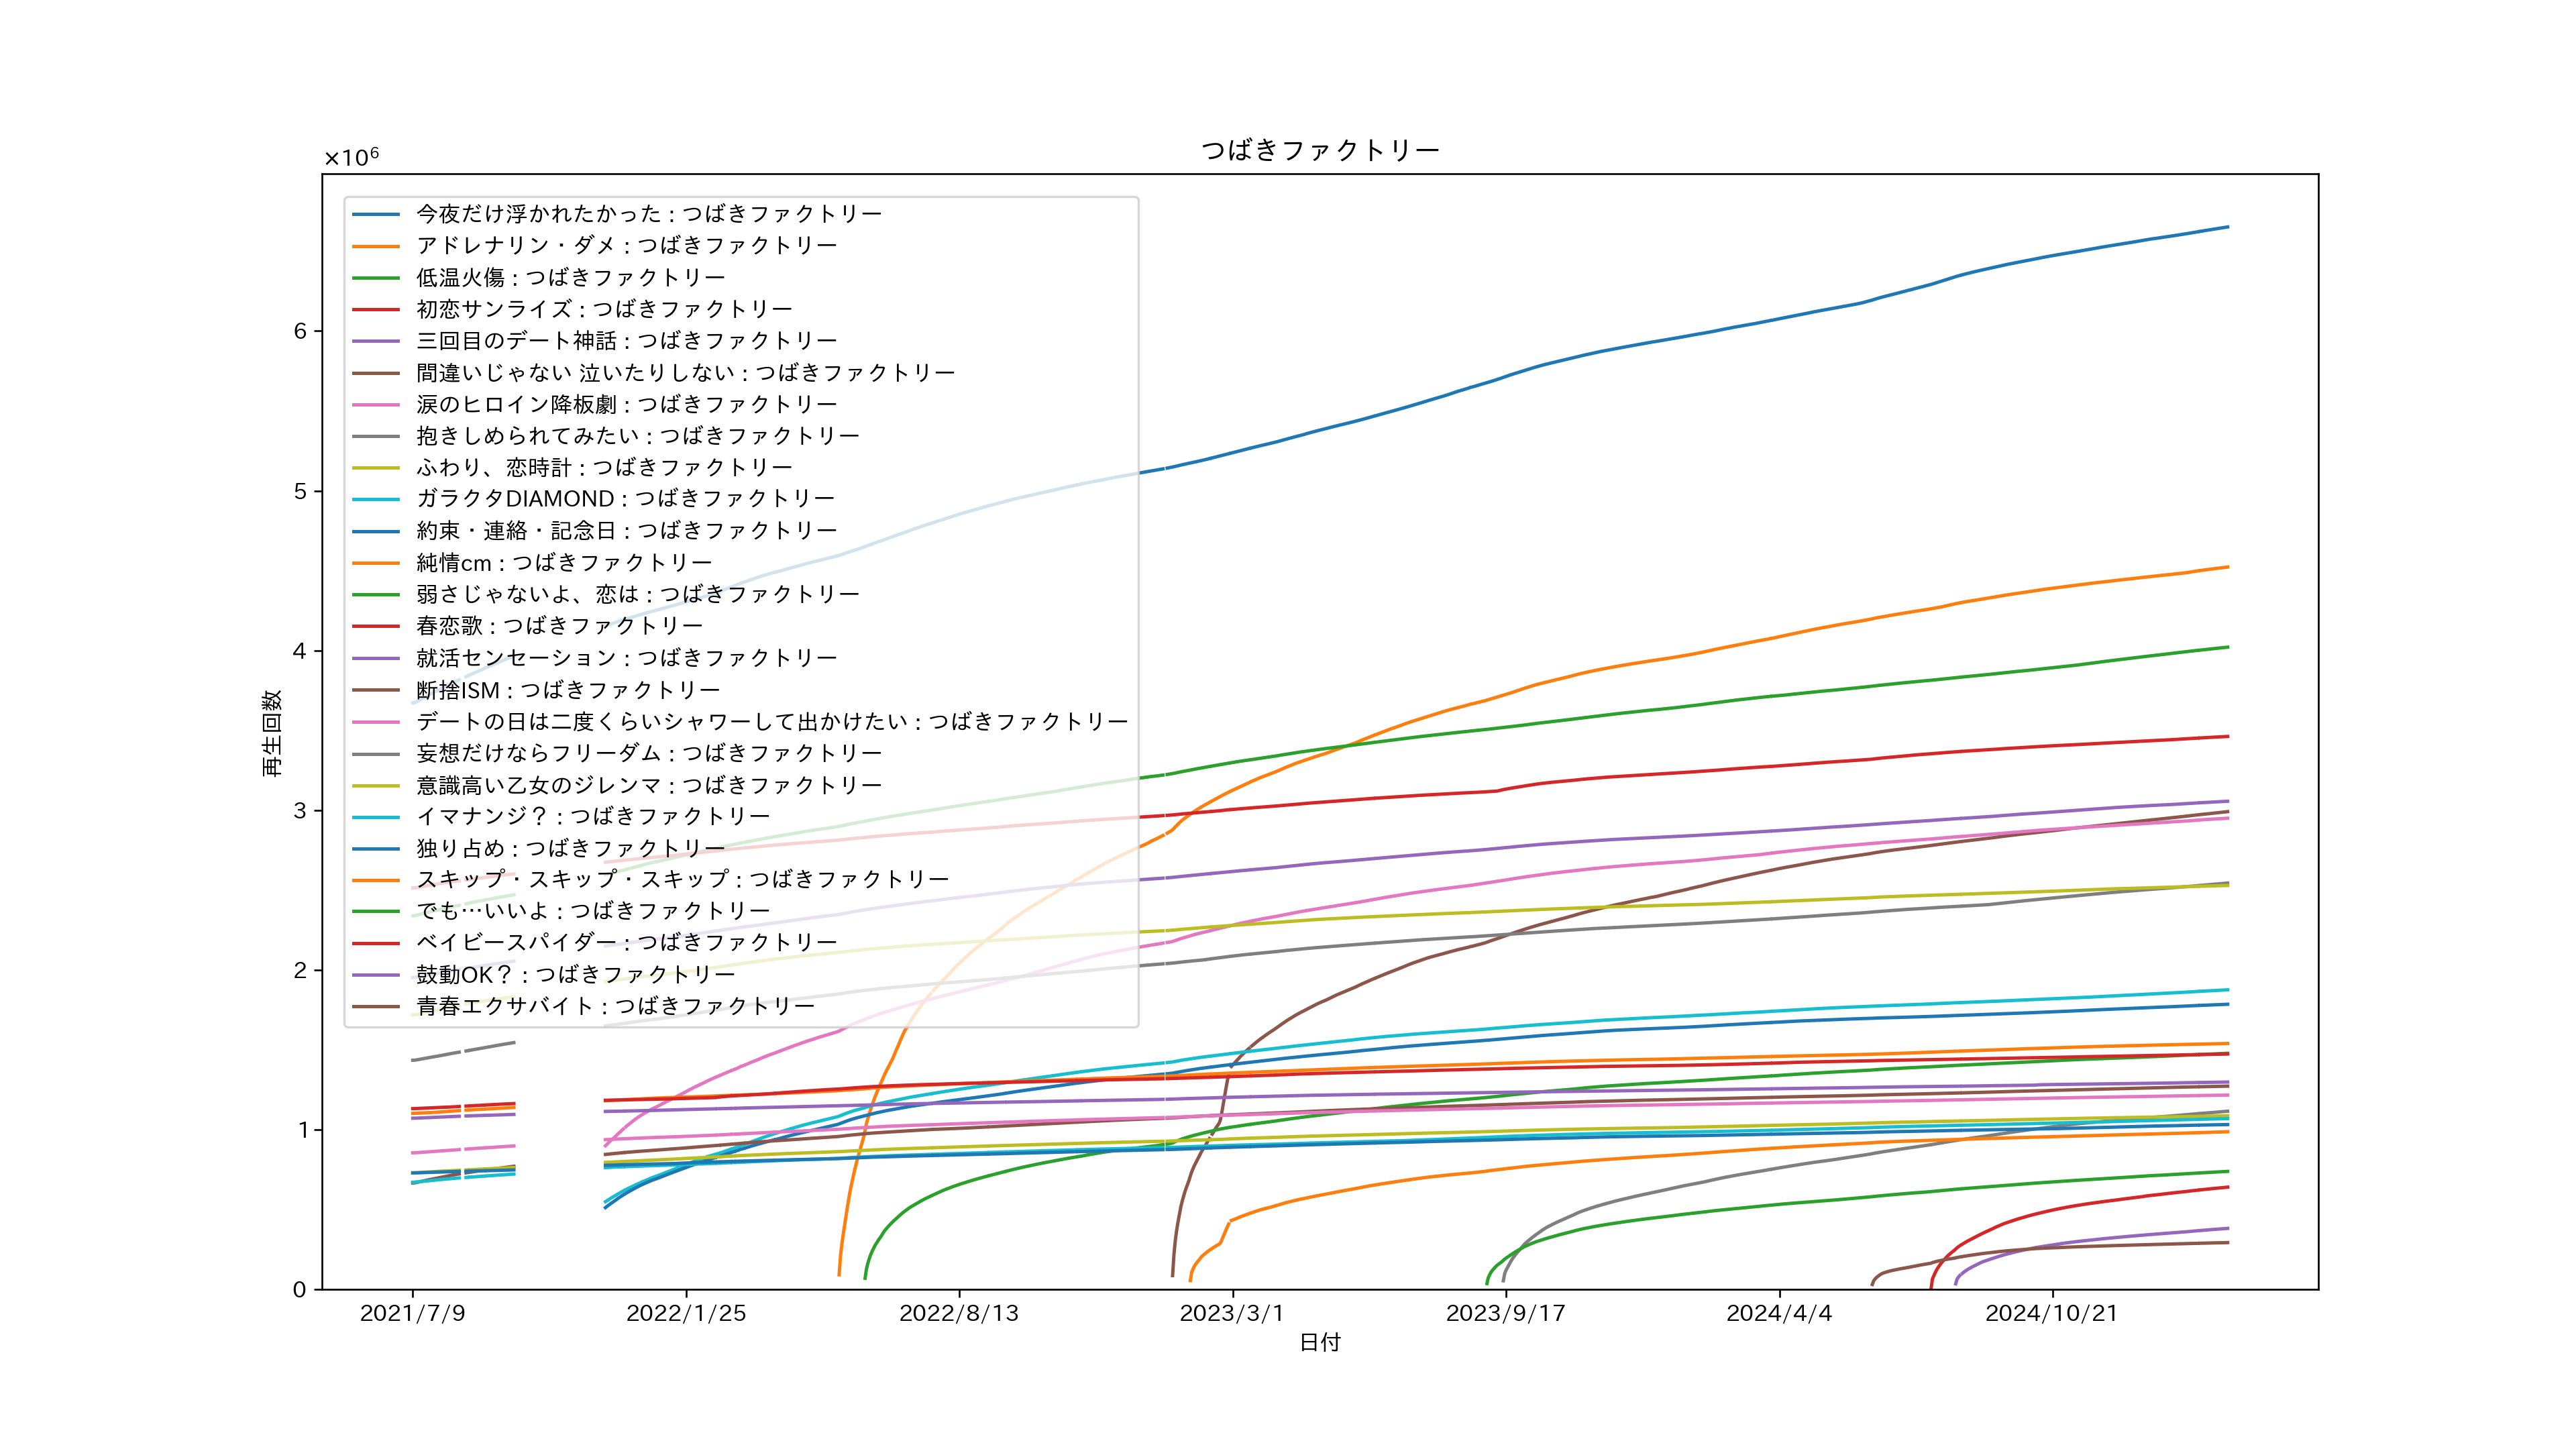 つばきファクトリー
×10⁶
今夜だけ浮かれたかった : つばきファクトリー
アドレナリン・ダメ : つばきファクトリー
低温火傷 : つばきファクトリー
初恋サンライズ : つばきファクトリー
三回目のデート神話 : つばきファクトリー
間違いじゃない 泣いたりしない : つばきファクトリー
涙のヒロイン降板劇 : つばきファクトリー
抱きしめられてみたい : つばきファクトリー
ふわり、恋時計 : つばきファクトリー
ガラクタDIAMOND : つばきファクトリー
約束・連絡・記念日 : つばきファクトリー
純情cm : つばきファクトリー
弱さじゃないよ、恋は : つばきファクトリー
春恋歌 : つばきファクトリー
就活センセーション : つばきファクトリー
断捨ISM : つばきファクトリー
デートの日は二度くらいシャワーして出かけたい : つばきファクトリー
妄想だけならフリーダム : つばきファクトリー
意識高い乙女のジレンマ : つばきファクトリー
イマナンジ？ : つばきファクトリー
独り占め : つばきファクトリー
スキップ・スキップ・スキップ : つばきファクトリー
でも…いいよ : つばきファクトリー
ベイビースパイダー : つばきファクトリー
鼓動OK？ : つばきファクトリー
青春エクサバイト : つばきファクトリー
6
5
4
3
2
1
0
再生回数
2021/7/9 2022/1/25 2022/8/13 2023/3/1 2023/9/17 2024/4/4 2024/10/21
日付